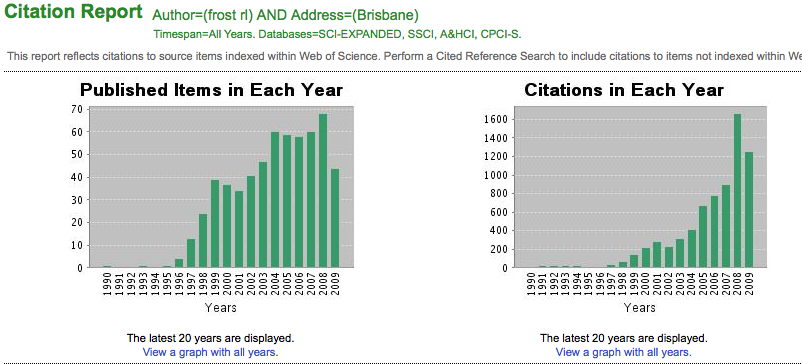 Citation Report Author=(frost rl) AND Address=(Brisbane)
Timespan=All Years. Databases=SCI-EXPANDED, SSCI, A&HCI, CPCI-S.
This report reflects citations to source items indexed within Web of Science. Perform a Cited Reference Search to include citations to items not indexed within We
Published Items in Each Year
70
60
50
40
30
20
10
0
1990 1991 1992 1993 1994 1995 1996 1997 1998 1999 2000 2001 2002 2003 2004 2005 2006 2007 2008 2009
Years
The latest 20 years are displayed.
View a graph with all years.
Citations in Each Year
1600
1400
1200
1000
800
600
400
200
0
1990 1991 1992 1993 1994 1995 1996 1997 1998 1999 2000 2001 2002 2003 2004 2005 2006 2007 2008 2009
Years
The latest 20 years are displayed.
View a graph with all years.